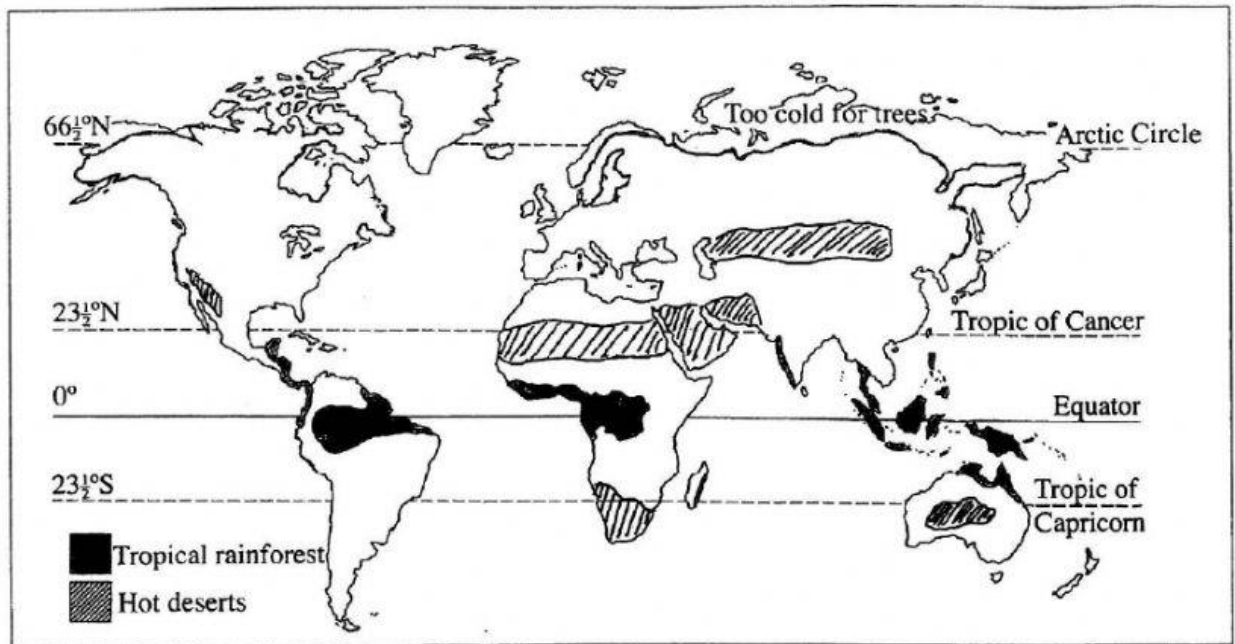 66½°N
Too cold for trees
Arctic Circle
23½°N
Tropic of Cancer
0°
Equator
23½°S
Tropic of
Capricorn
Tropical rainforest
Hot deserts